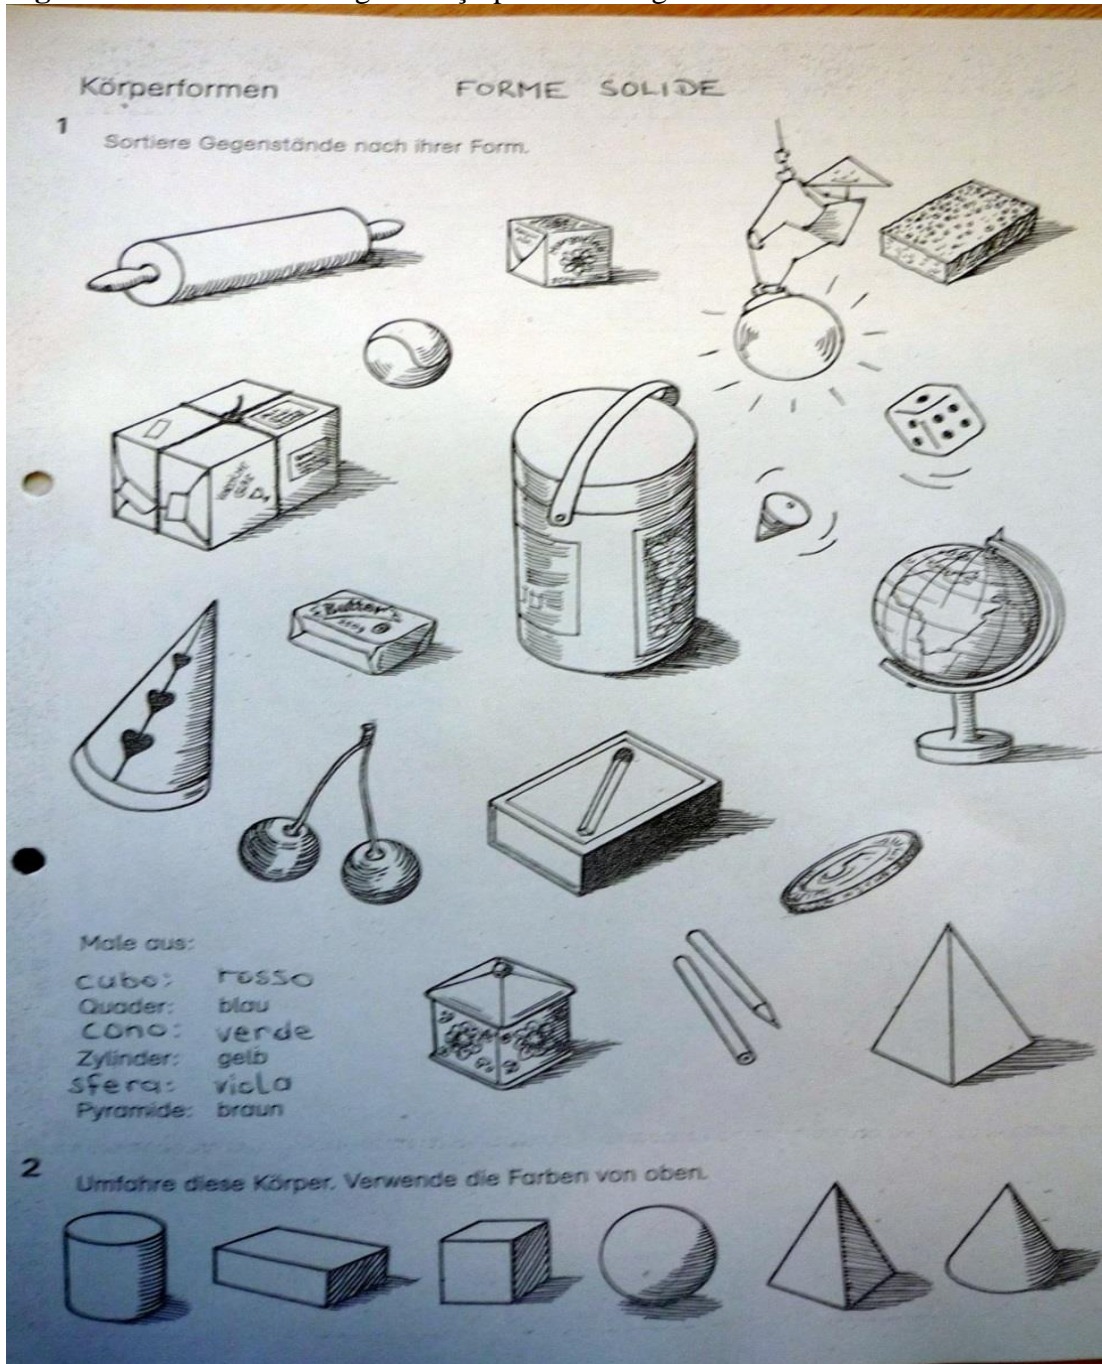 Körperformen FORME SOLIDE
1
Sortiere Gegenstände nach ihrer Form.
Butter
Male aus:
cubo: rosso
Quader: blau
cono: verde
Zylinder: gelb
sfera: viola
Pyramide: braun
2
Umfahre diese Körper. Verwende die Farben von oben.